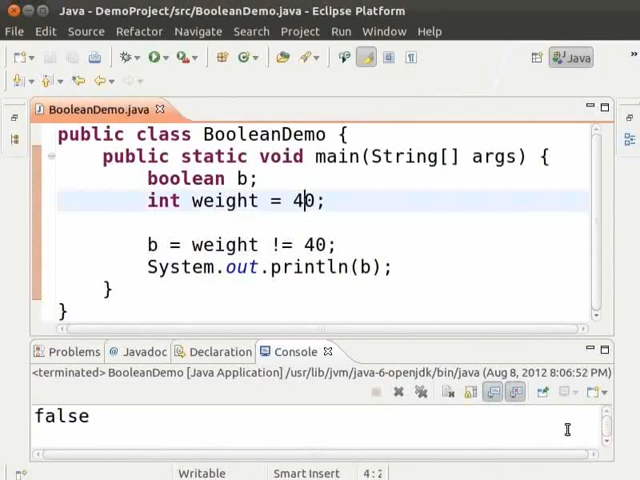 Java - DemoProject/src/BooleanDemo.java - Eclipse Platform
File Edit Source Refactor Navigate Search Project Run Window Help
Java
BooleanDemo.java
public class BooleanDemo {
public static void main(String[] args) {
boolean b;
int weight = 40;
b = weight != 40;
System.out.println(b);
}
}
Problems Javadoc Declaration Console
<terminated> BooleanDemo [Java Application] /usr/lib/jvm/java-6-openjdk/bin/java (Aug 8, 2012 8:06:52 PM)
false
Writable Smart Insert 4 : 2